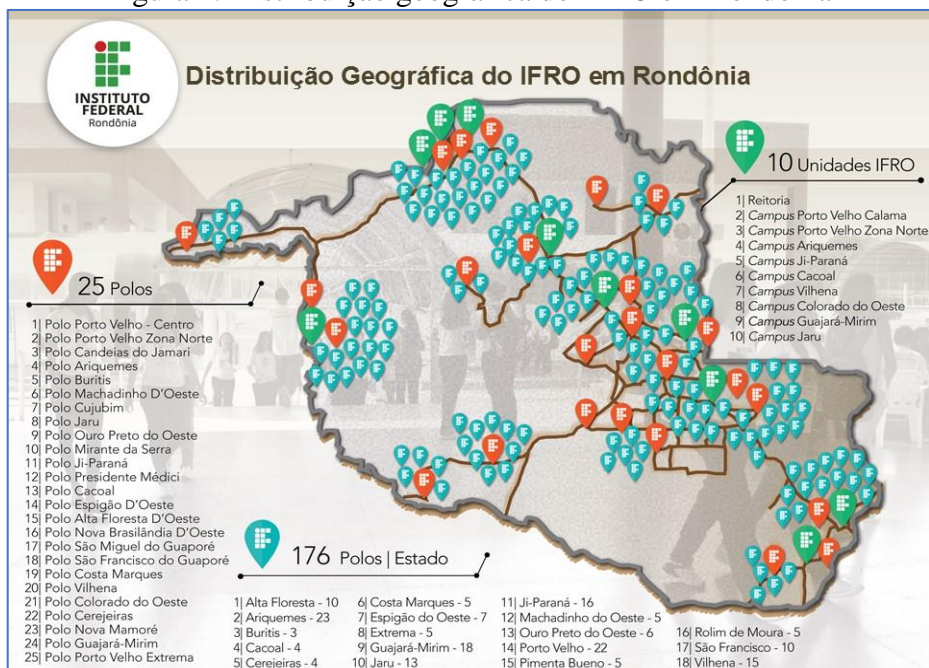 INSTITUTO
FEDERAL
Rondônia
Distribuição Geográfica do IFRO em Rondônia
10 Unidades IFRO
1| Reitoria
2| Campus Porto Velho Calama
3| Campus Porto Velho Zona Norte
4| Campus Ariquemes
5| Campus Ji-Paraná
6| Campus Cacoal
7| Campus Vilhena
8| Campus Colorado do Oeste
9| Campus Guajará-Mirim
10| Campus Jaru
25 Polos
1| Polo Porto Velho - Centro
2| Polo Porto Velho Zona Norte
3| Polo Candeias do Jamari
4| Polo Ariquemes
5| Polo Buritis
6| Polo Machadinho D'Oeste
7| Polo Cujubim
8| Polo Jaru
9| Polo Ouro Preto do Oeste
10| Polo Mirante da Serra
11| Polo Ji-Paraná
12| Polo Presidente Médici
13| Polo Cacoal
14| Polo Espigão D'Oeste
15| Polo Alta Floresta D'Oeste
16| Polo Nova Brasilândia D'Oeste
17| Polo São Miguel do Guaporé
18| Polo São Francisco do Guaporé
19| Polo Costa Marques
20| Polo Vilhena
21| Polo Colorado do Oeste
22| Polo Cerejeiras
23| Polo Nova Mamoré
24| Polo Guajará-Mirim
25| Polo Porto Velho Extrema
176 Polos | Estado
1| Alta Floresta - 10
2| Ariquemes - 23
3| Buritis - 3
4| Cacoal - 4
5| Cerejeiras - 4
6| Costa Marques - 5
7| Espigão do Oeste - 7
8| Extrema - 5
9| Guajará-Mirim - 18
10| Jaru - 13
11| Ji-Paraná - 16
12| Machadinho do Oeste - 5
13| Ouro Preto do Oeste - 6
14| Porto Velho - 22
15| Pimenta Bueno - 5
16| Rolim de Moura - 5
17| São Francisco - 10
18| Vilhena - 15